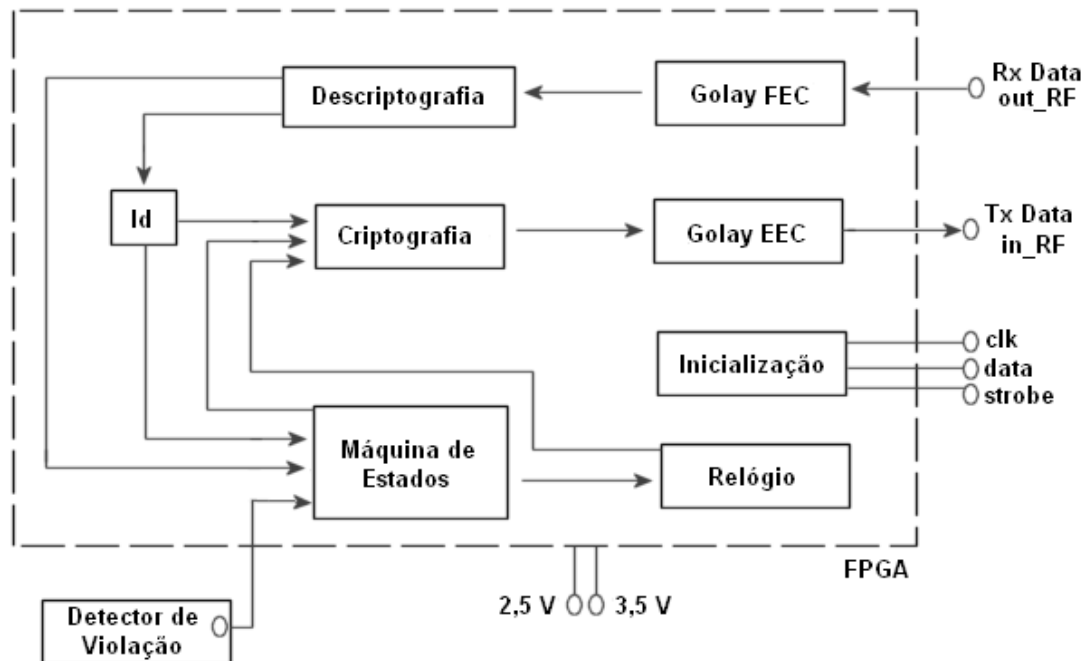 Descriptografia
Golay FEC
Rx Data
out_RF
Id
Criptografia
Golay EEC
Tx Data
in_RF
Inicialização
clk
data
strobe
Máquina de
Estados
Relógio
FPGA
2,5 V
3,5 V
Detector de
Violação